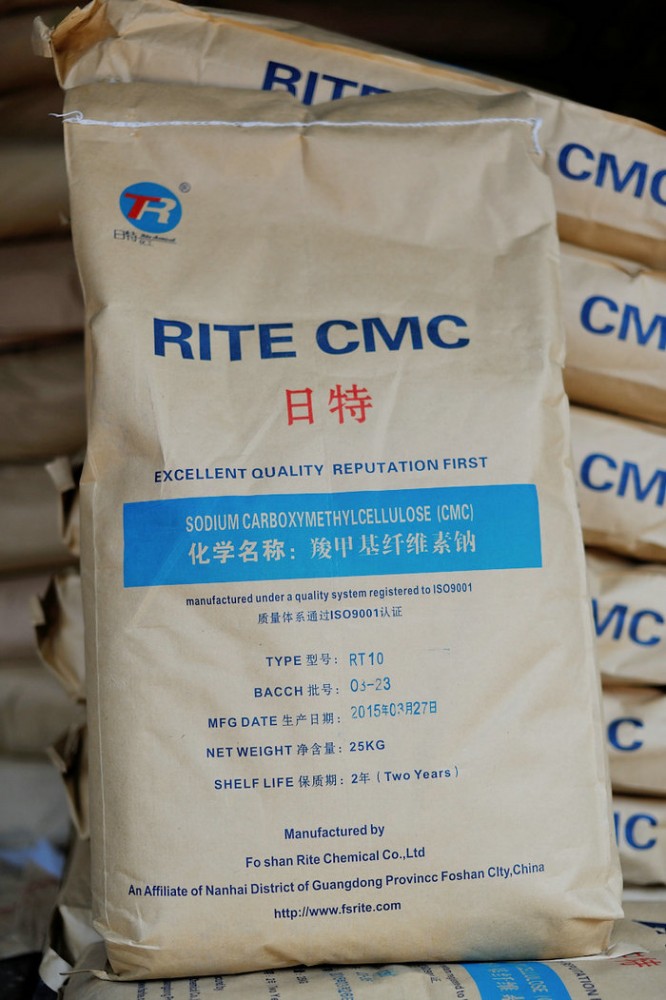 RITE
CMC
TR®
日特
RITE CMC
日特
EXCELLENT QUALITY REPUTATION FIRST
SODIUM CARBOXYMETHYLCELLULOSE (CMC)
化学名称：羧甲基纤维素钠
manufactured under a quality system registered to ISO9001
质量体系通过ISO9001认证
TYPE 型号：RT10
BACCH 批号：03-23
MFG DATE 生产日期：2015年03月27日
NET WEIGHT 净含量：25KG
SHELF LIFE 保质期：2年（Two Years）
Manufactured by
Fo shan Rite Chemical Co.,Ltd
An Affiliate of Nanhai District of Guangdong Provincc Foshan CIty,China
http://www.fsrite.com
CM
CM
MC
C
IC